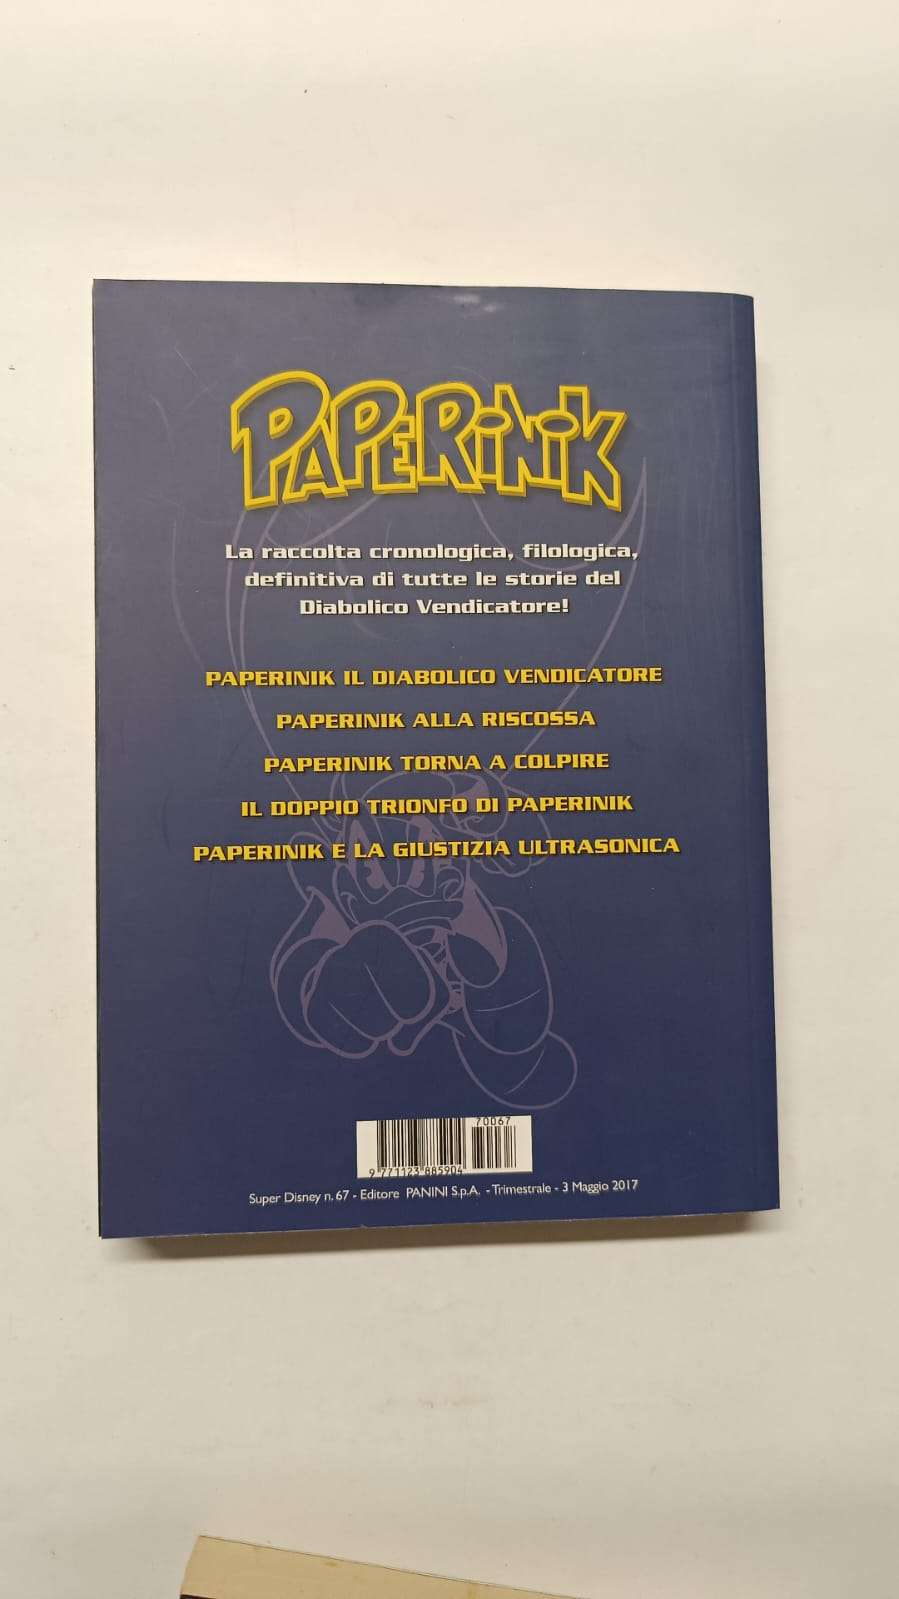 PAPERINIK
La raccolta cronologica, filologica,
definitiva di tutte le storie del
Diabolico Vendicatore!
PAPERINIK IL DIABOLICO VENDICATORE
PAPERINIK ALLA RISCOSSA
PAPERINIK TORNA A COLPIRE
IL DOPPIO TRIONFO DI PAPERINIK
PAPERINIK E LA GIUSTIZIA ULTRASONICA
70067
9 771123 885904
Super Disney n. 67 - Editore PANINI S.p.A. - Trimestrale - 3 Maggio 2017